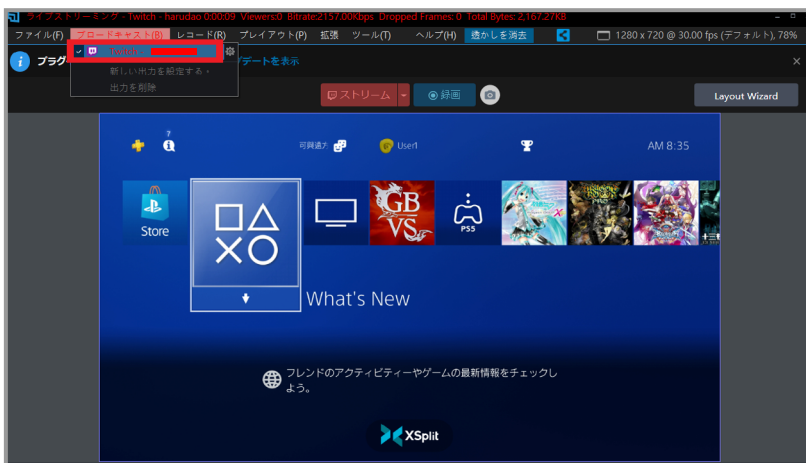 ライブストリーミング - Twitch - harudao 0:00:09 Viewers:0 Bitrate:2157.00Kbps Dropped Frames: 0 Total Bytes: 2,167.27KB
ファイル(F) ブロードキャスト(B) レコード(R) プレイアウト(P) 拡張 ツール(T) ヘルプ(H) 透かしを消去 1280 x 720 @ 30.00 fps (デフォルト), 78%
Twitch -
プラグ
デートを表示
新しい出力を設定する。
出力を削除
ストリーム 録画 Layout Wizard
User1 AM 8:35
Store
GB
VS
PS5
What's New
フレンドのアクティビティーやゲームの最新情報をチェックし
よう。
XSplit